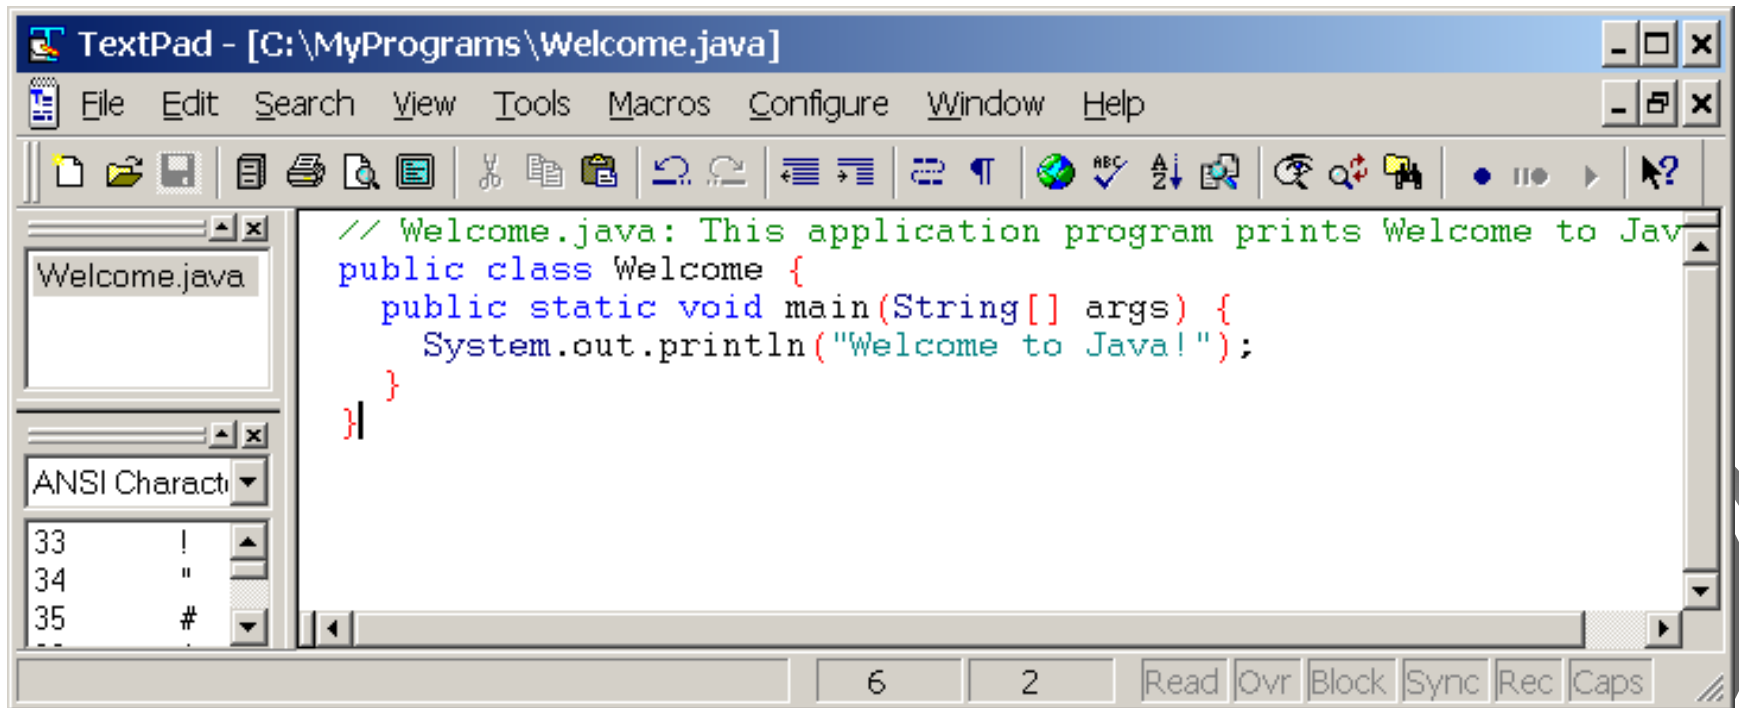 TextPad - [C:\MyPrograms\Welcome.java]
File Edit Search View Tools Macros Configure Window Help
Welcome.java
// Welcome.java: This application program prints Welcome to Jav
public class Welcome {
  public static void main(String[] args) {
    System.out.println("Welcome to Java!");
  }
}
ANSI Characte
33 !
34 "
35 #
6 2 Read Ovr Block Sync Rec Caps